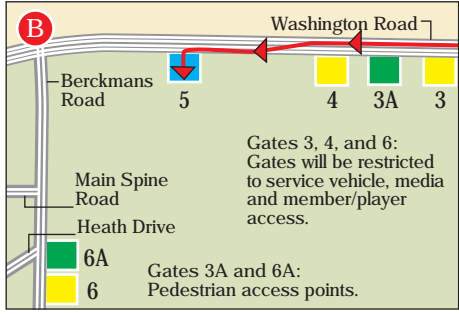 B
Washington Road
Berckmans
Road
5
4
3A
3
Gates 3, 4, and 6:
Gates will be restricted
to service vehicle, media
and member/player
access.
Main Spine
Road
Heath Drive
6A
6
Gates 3A and 6A:
Pedestrian access points.